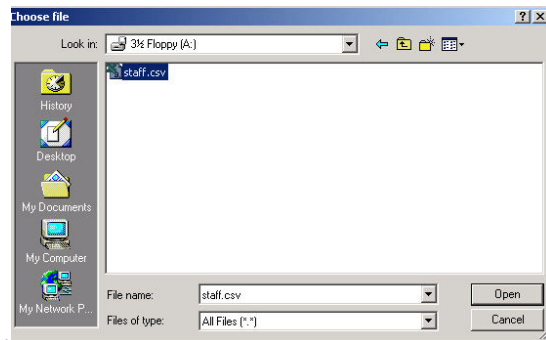 Choose file
Look in: 3½ Floppy (A:)
staff.csv
History
Desktop
My Documents
My Computer
My Network P...
File name: staff.csv Open
Files of type: All Files (*.*) Cancel